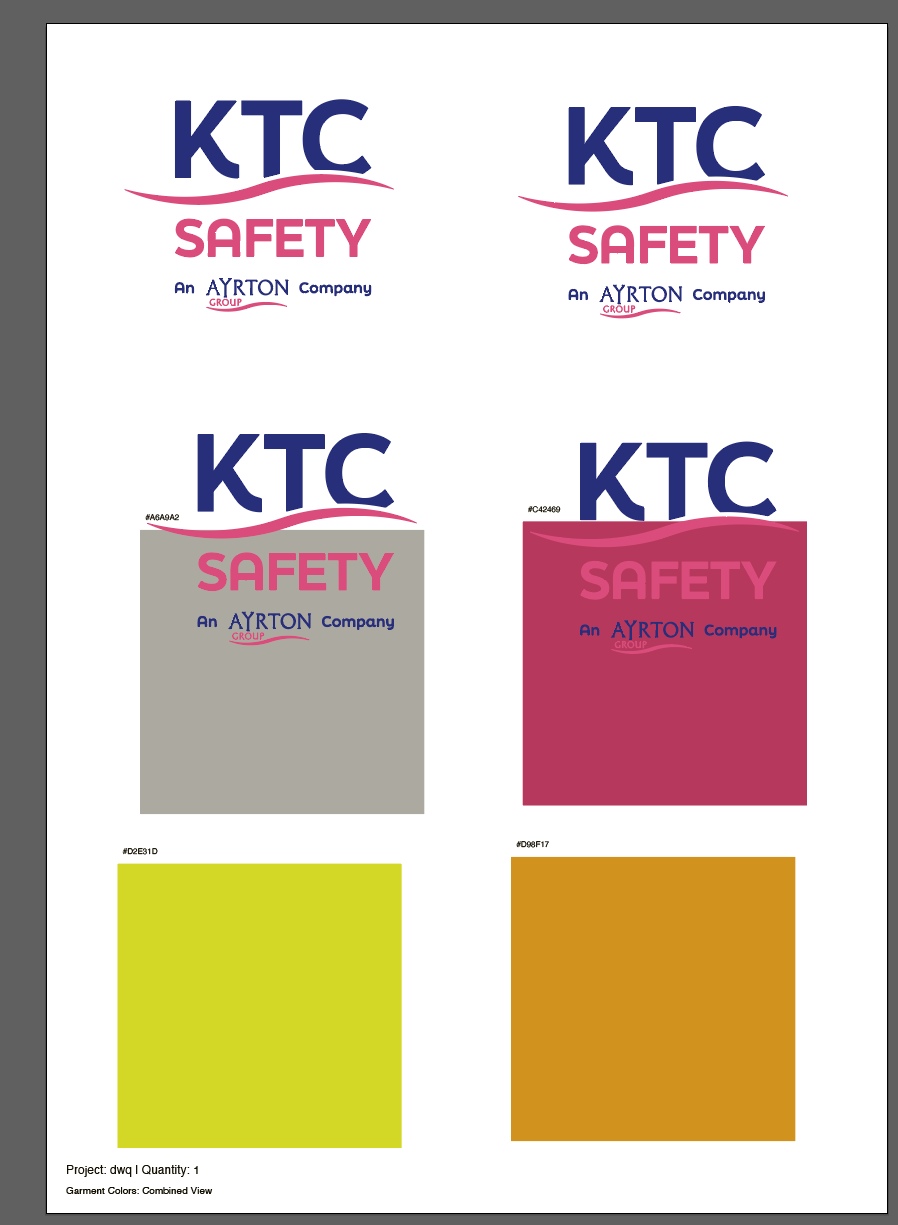 KTC
SAFETY
An AYRTON Company
GROUP
KTC
SAFETY
An AYRTON Company
GROUP
#A6A9A2
KTC
SAFETY
An AYRTON Company
GROUP
#C42469
KTC
SAFETY
An AYRTON Company
GROUP
#D2E31D
#D98F17
Project: dwq | Quantity: 1
Garment Colors: Combined View